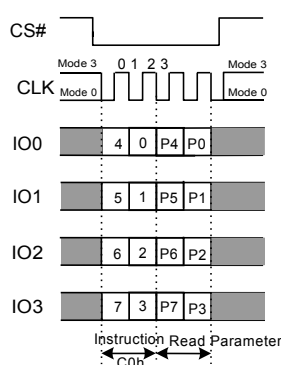 CS#
Mode 3 0 1 2 3 Mode 3
CLK Mode 0 Mode 0
IO0 4 0 P4 P0
IO1 5 1 P5 P1
IO2 6 2 P6 P2
IO3 7 3 P7 P3
Instruction Read Parameter
C0h